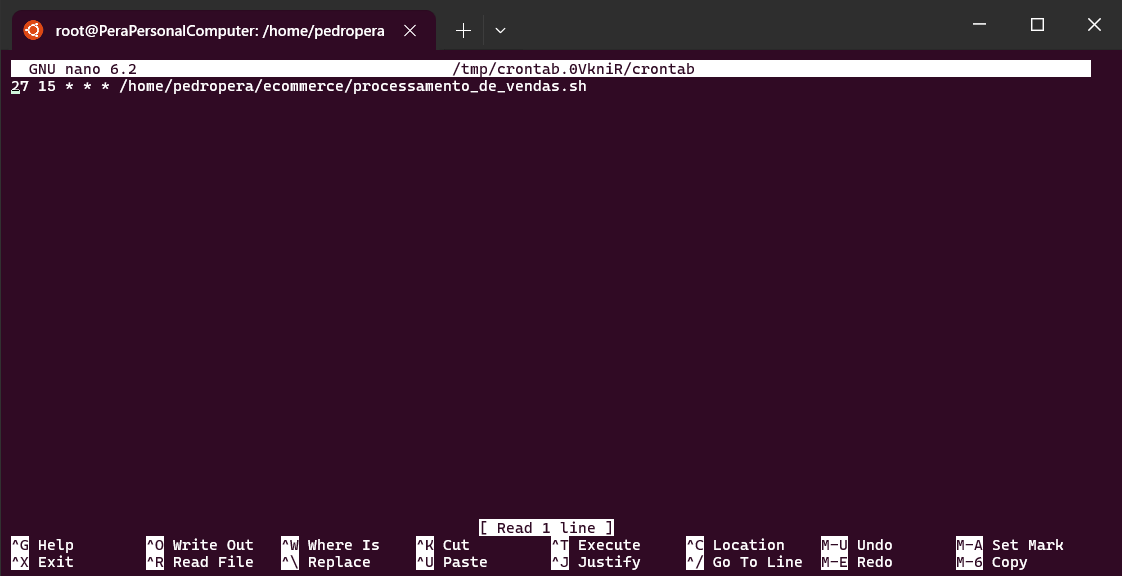 root@PeraPersonalComputer: /home/pedropera
GNU nano 6.2 /tmp/crontab.0VkniR/crontab
27 15 * * * /home/pedropera/ecommerce/processamento_de_vendas.sh
[ Read 1 line ]
^G Help ^O Write Out ^W Where Is ^K Cut ^T Execute ^C Location M-U Undo M-A Set Mark
^X Exit ^R Read File ^\ Replace ^U Paste ^J Justify ^/ Go To Line M-E Redo M-6 Copy